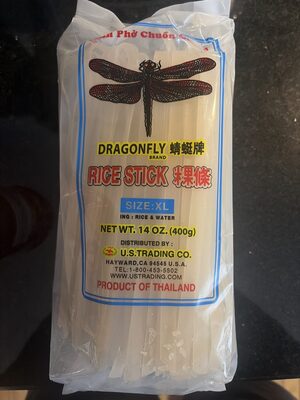 Phở Chuồn
DRAGONFLY 蜻蜓牌
BRAND
RICE STICK 粿條
SIZE:XL
ING : RICE & WATER
NET WT. 14 OZ. (400g)
DISTRIBUTED BY :
U.S.TRADING CO.
HAYWARD, CA 94545 U.S.A.
TEL:1-800-453-5502
WWW.USTRADING.COM
PRODUCT OF THAILAND